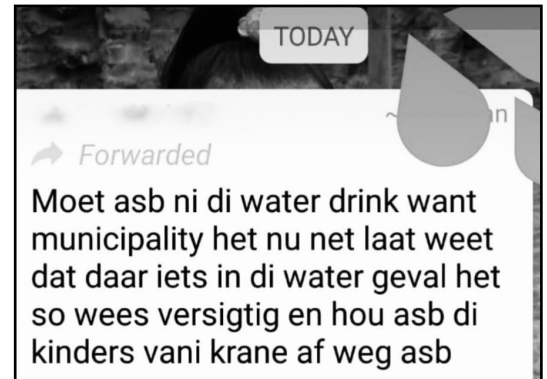 TODAY
Forwarded
Moet asb ni di water drink want
municipality het nu net laat weet
dat daar iets in di water geval het
so wees versigtig en hou asb di
kinders vani krane af weg asb